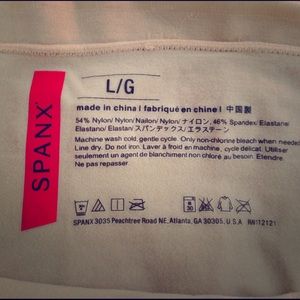 SPANX
L/G
made in china | fabriqué en chine | 中国製
54% Nylon/ Nylon/ Nailon/ Nylon/ ナイロン, 46% Spandex/ Elastane/
Elastano/ Elastan/ スパンデックス/ エラステーン
Machine wash cold, gentle cycle. Only non-chlorine bleach when needed.
Line dry. Do not iron. Laver à froid en machine, cycle délicat. Utiliser
seulement un agent de blanchiment non chloré en cas besoin. Etendre.
Ne pas repasser.
SPANX 3035 Peachtree Road NE, Atlanta, GA 30305, U.S.A